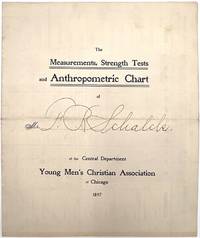 The
Measurements, Strength Tests
and Anthropometric Chart
of
Mr.
of the Central Department
Young Men's Christian Association
of Chicago
1897